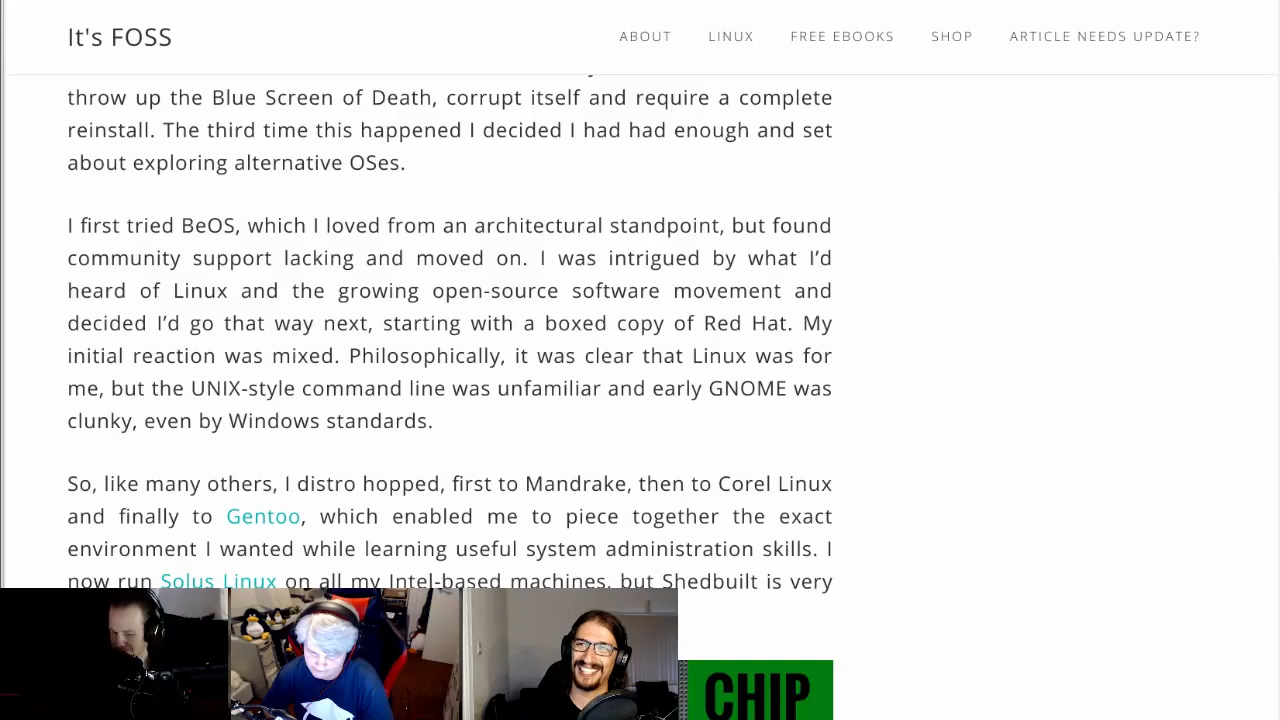 It's FOSS
ABOUT
LINUX
FREE EBOOKS
SHOP
ARTICLE NEEDS UPDATE?
throw up the Blue Screen of Death, corrupt itself and require a complete
reinstall. The third time this happened I decided I had had enough and set
about exploring alternative OSes.
I first tried BeOS, which I loved from an architectural standpoint, but found
community support lacking and moved on. I was intrigued by what I’d
heard of Linux and the growing open-source software movement and
decided I’d go that way next, starting with a boxed copy of Red Hat. My
initial reaction was mixed. Philosophically, it was clear that Linux was for
me, but the UNIX-style command line was unfamiliar and early GNOME was
clunky, even by Windows standards.
So, like many others, I distro hopped, first to Mandrake, then to Corel Linux
and finally to Gentoo, which enabled me to piece together the exact
environment I wanted while learning useful system administration skills. I
now run Solus Linux on all my Intel-based machines, but Shedbuilt is very
CHIP